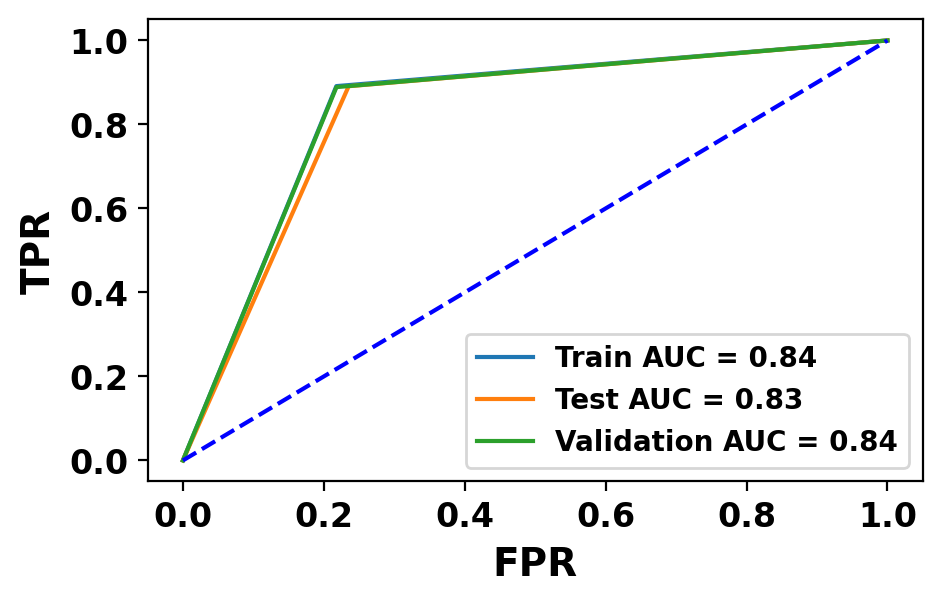 1.0
0.8
0.6
0.4
0.2
0.0
TPR
Train AUC = 0.84
Test AUC = 0.83
Validation AUC = 0.84
0.0 0.2 0.4 0.6 0.8 1.0
FPR